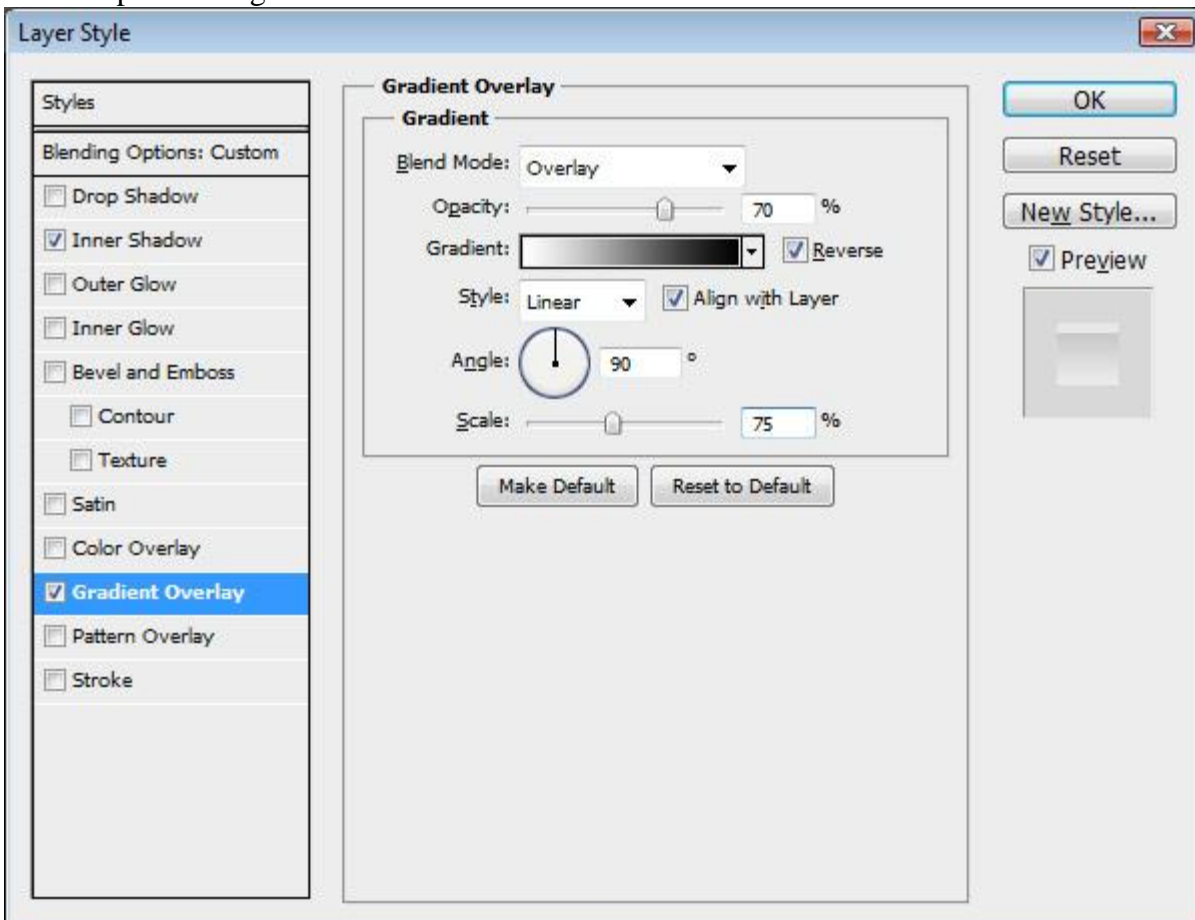 Layer Style
Styles
Blending Options: Custom
Drop Shadow
Inner Shadow
Outer Glow
Inner Glow
Bevel and Emboss
Contour
Texture
Satin
Color Overlay
Gradient Overlay
Pattern Overlay
Stroke
Gradient Overlay
Gradient
Blend Mode: Overlay
Opacity: 70 %
Gradient: Reverse
Style: Linear Align with Layer
Angle: 90 °
Scale: 75 %
Make Default Reset to Default
OK
Reset
New Style...
Preview